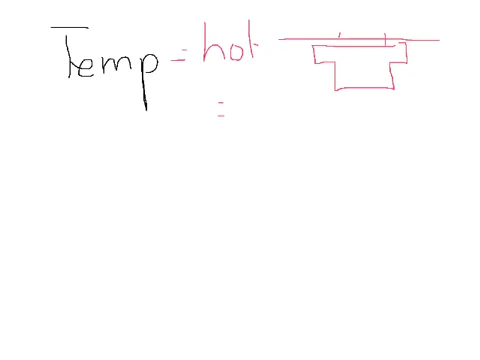 Temp = hot
=